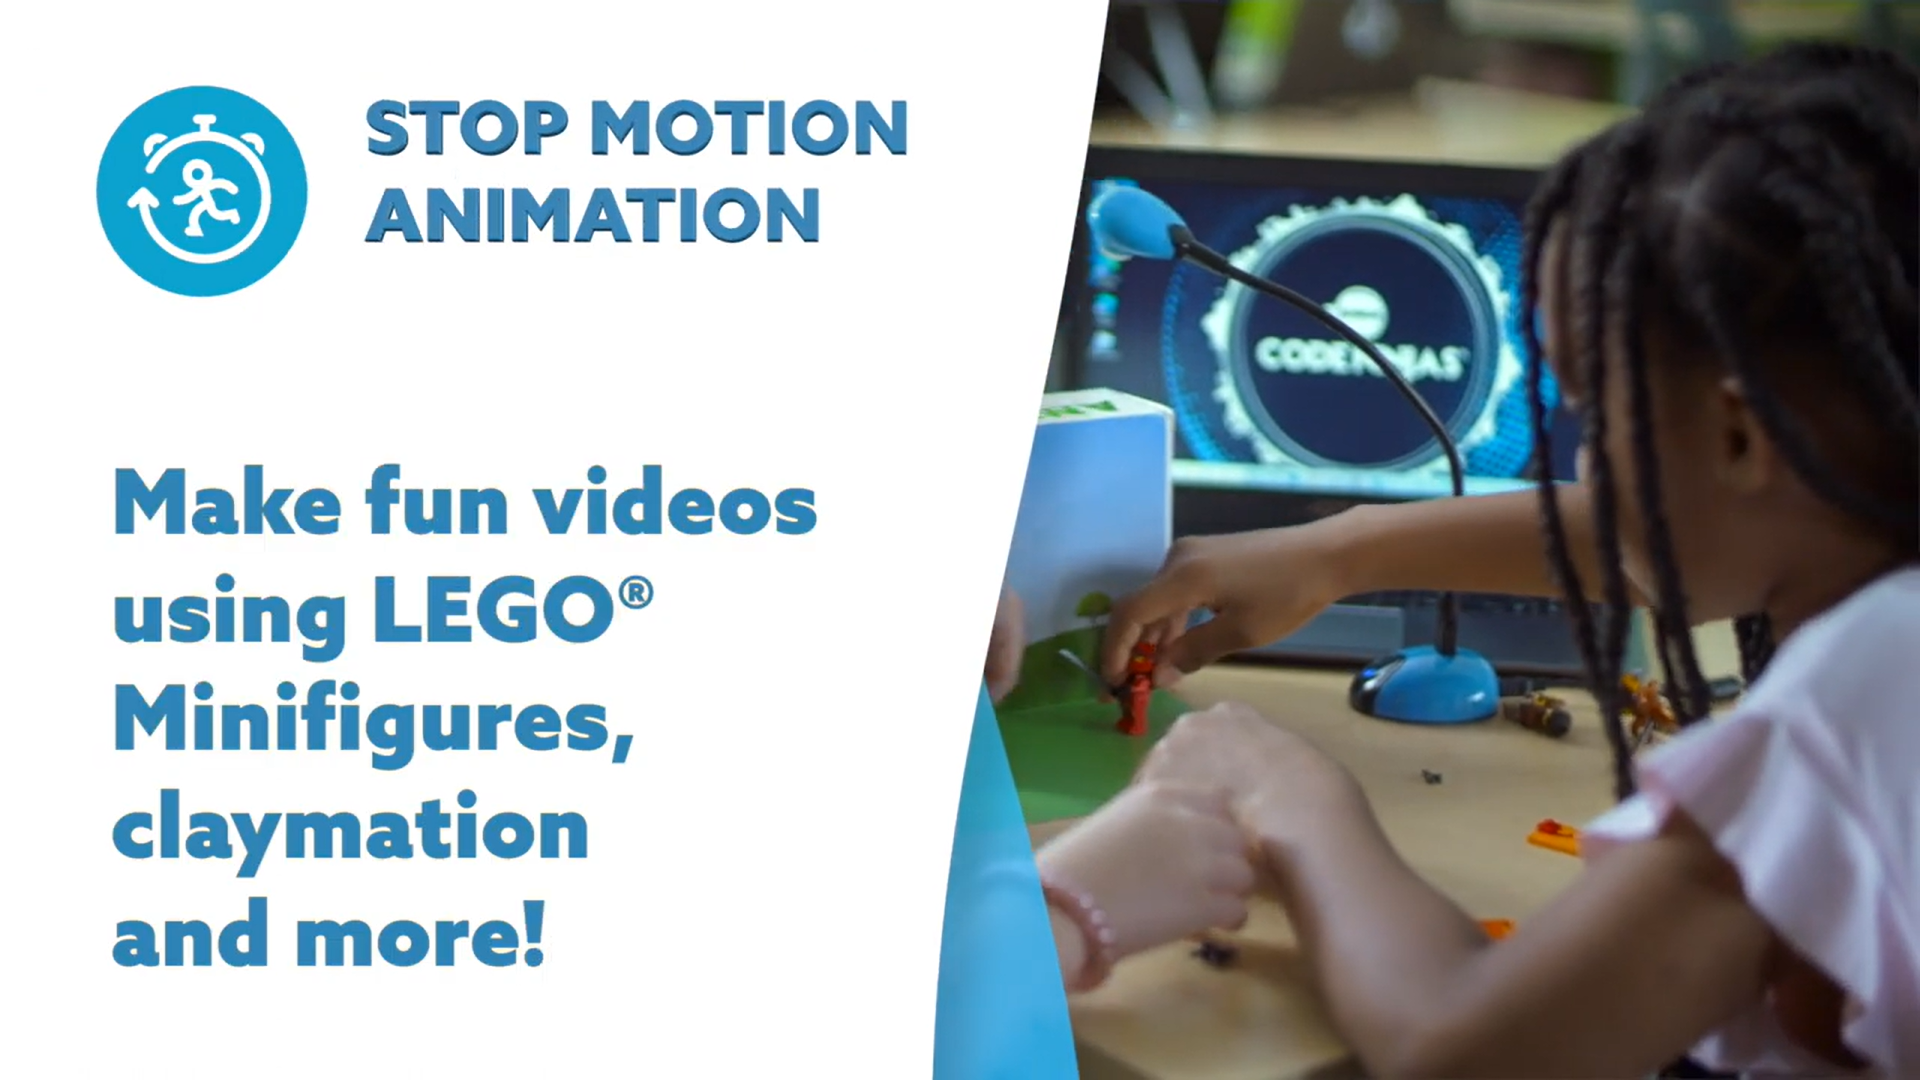 STOP MOTION
ANIMATION
Make fun videos
using LEGO®
Minifigures,
claymation
and more!